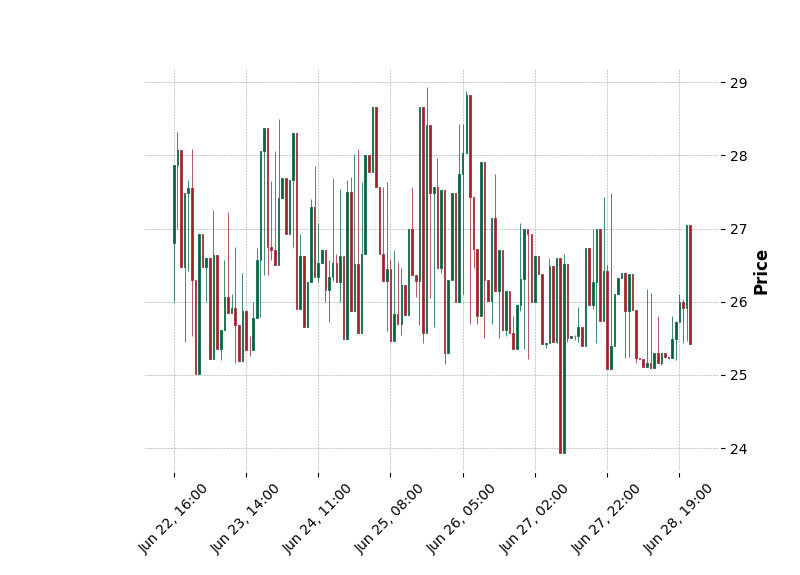 29
28
27
26
25
24
Price
Jun 22, 16:00
Jun 23, 14:00
Jun 24, 11:00
Jun 25, 08:00
Jun 26, 05:00
Jun 27, 02:00
Jun 27, 22:00
Jun 28, 19:00